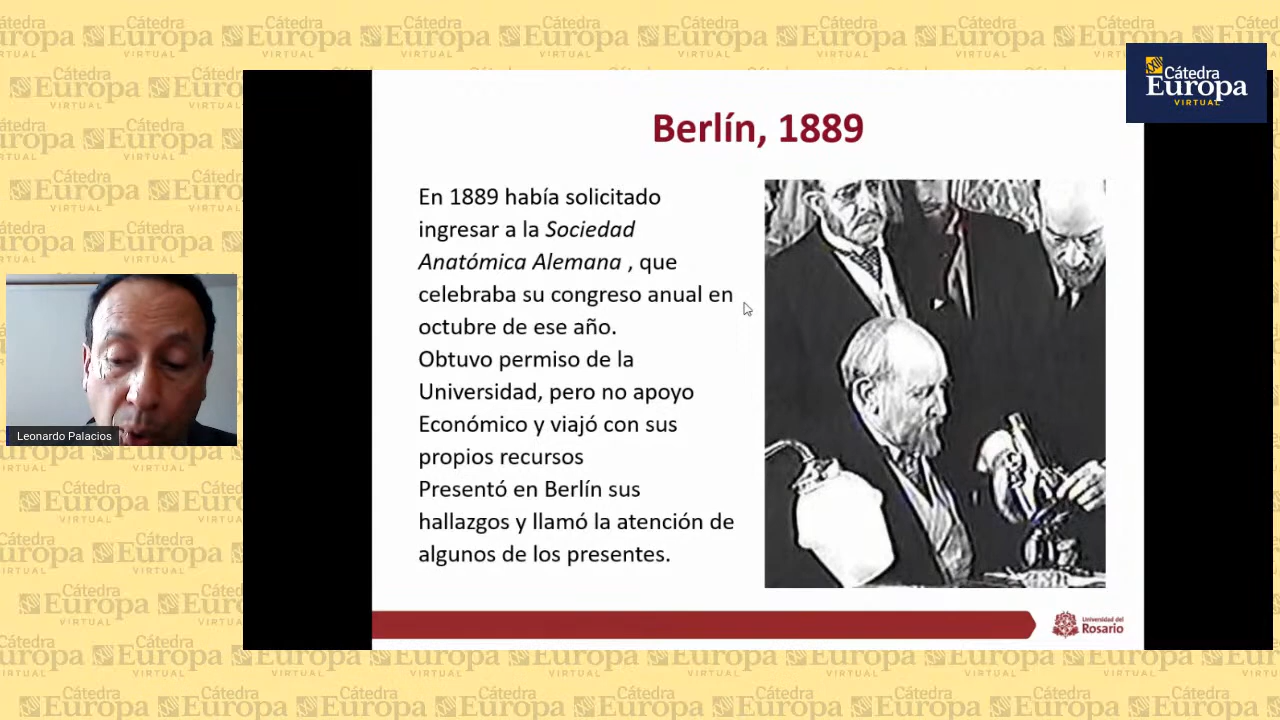 Cátedra
Europa
VIRTUAL
Berlín, 1889
En 1889 había solicitado
ingresar a la Sociedad
Anatómica Alemana , que
celebraba su congreso anual en
octubre de ese año.
Obtuvo permiso de la
Universidad, pero no apoyo
Económico y viajó con sus
propios recursos
Presentó en Berlín sus
hallazgos y llamó la atención de
algunos de los presentes.
Leonardo Palacios
Universidad del
Rosario